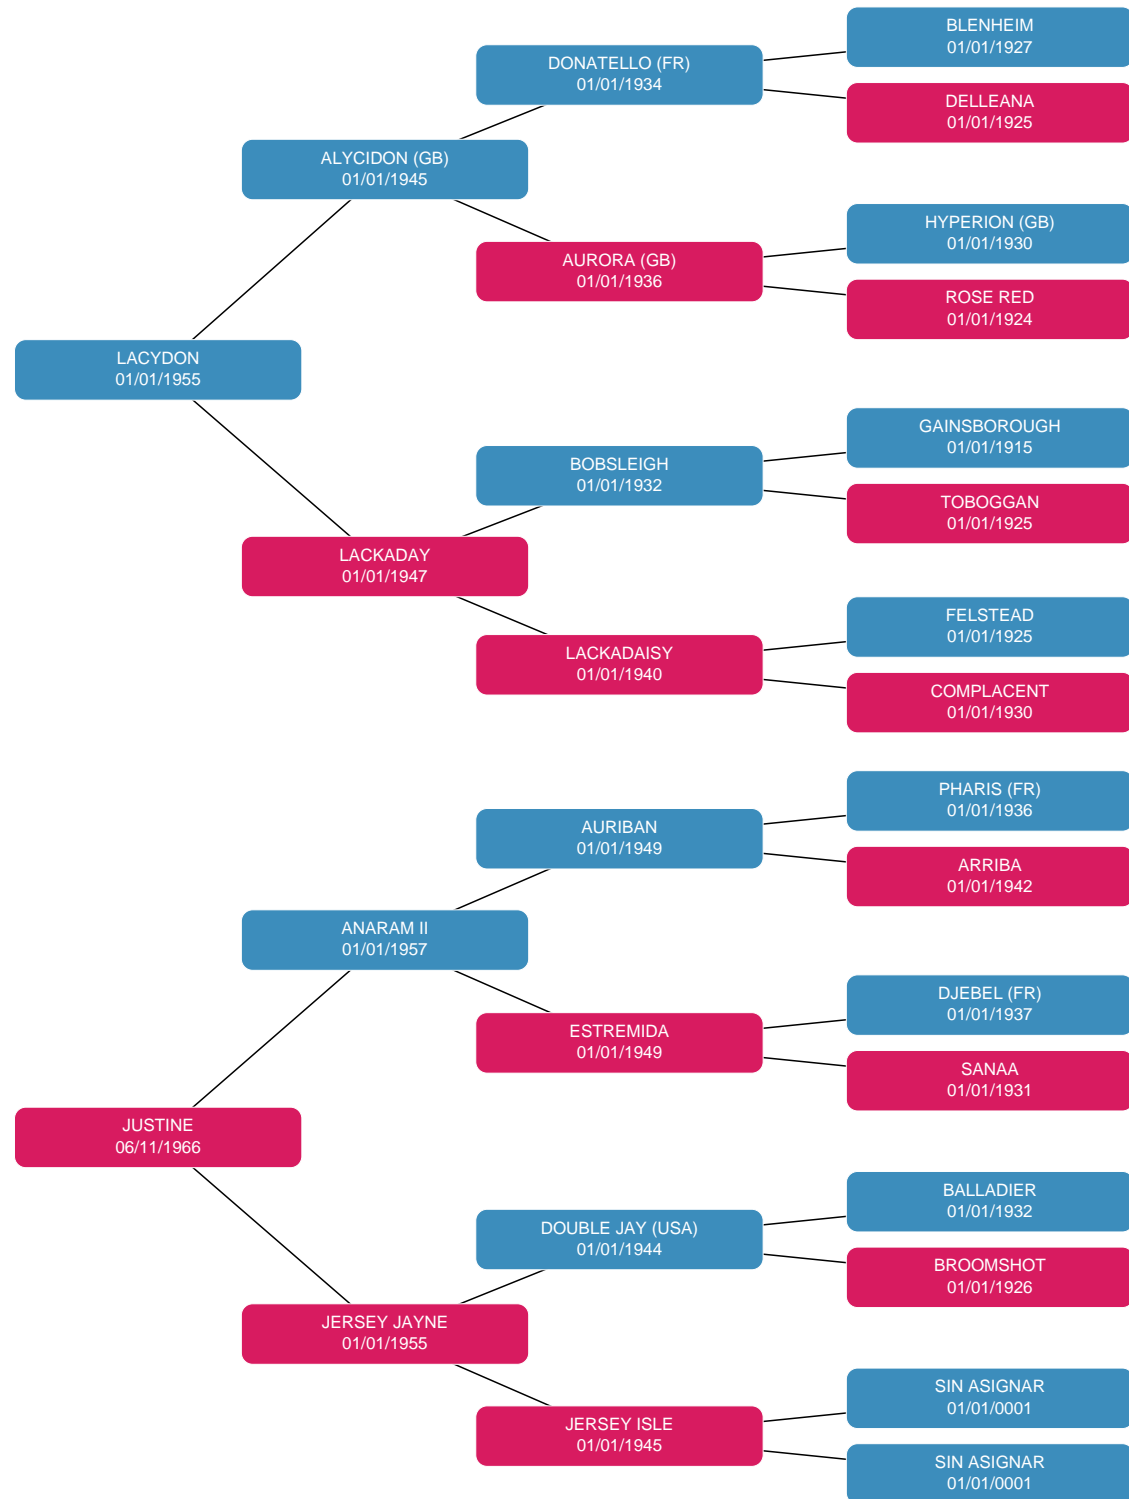 BLENHEIM
01/01/1927
DONATELLO (FR)
01/01/1934
DELLEANA
01/01/1925
ALYCIDON (GB)
01/01/1945
HYPERION (GB)
01/01/1930
AURORA (GB)
01/01/1936
ROSE RED
01/01/1924
LACYDON
01/01/1955
GAINSBOROUGH
01/01/1915
BOBSLEIGH
01/01/1932
TOBOGGAN
01/01/1925
LACKADAY
01/01/1947
FELSTEAD
01/01/1925
LACKADAISY
01/01/1940
COMPLACENT
01/01/1930
PHARIS (FR)
01/01/1936
AURIBAN
01/01/1949
ARRIBA
01/01/1942
ANARAM II
01/01/1957
DJEBEL (FR)
01/01/1937
ESTREMIDA
01/01/1949
SANAA
01/01/1931
JUSTINE
06/11/1966
BALLADIER
01/01/1932
DOUBLE JAY (USA)
01/01/1944
BROOMSHOT
01/01/1926
JERSEY JAYNE
01/01/1955
SIN ASIGNAR
01/01/0001
JERSEY ISLE
01/01/1945
SIN ASIGNAR
01/01/0001